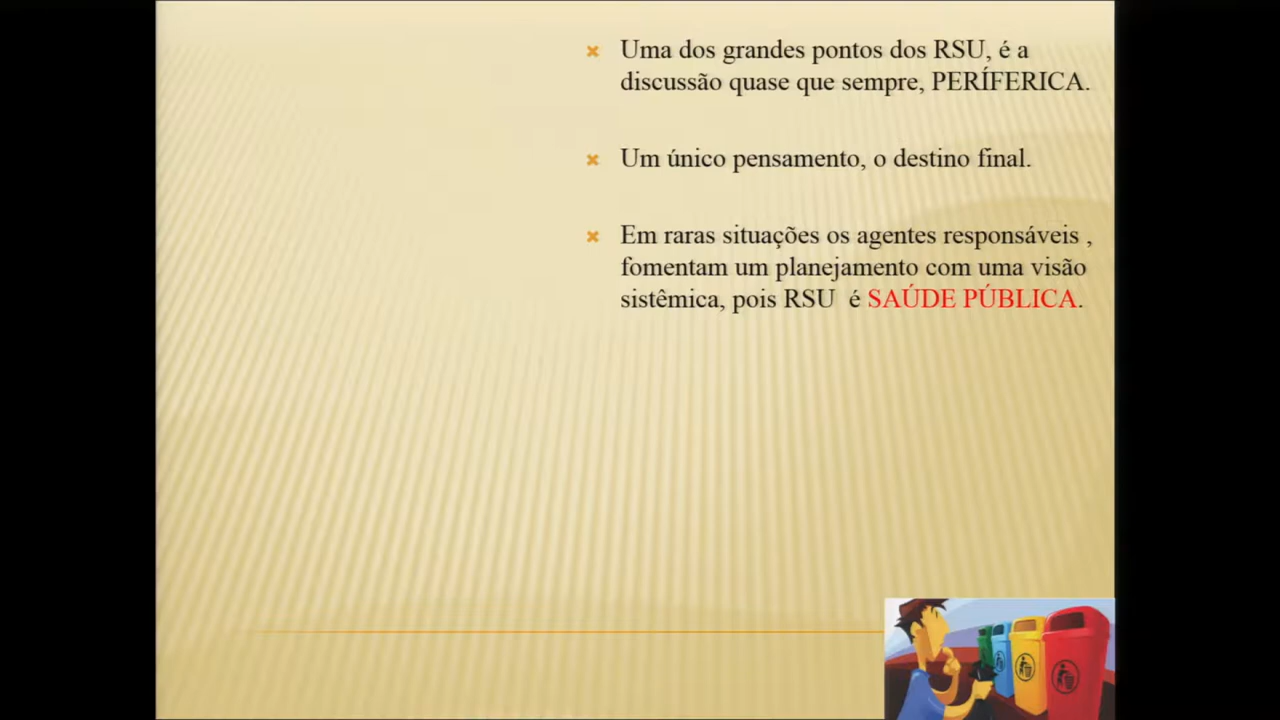 Uma dos grandes pontos dos RSU, é a
discussão quase que sempre, PERÍFERICA.
Um único pensamento, o destino final.
Em raras situações os agentes responsáveis ,
fomentam um planejamento com uma visão
sistêmica, pois RSU é SAÚDE PÚBLICA.